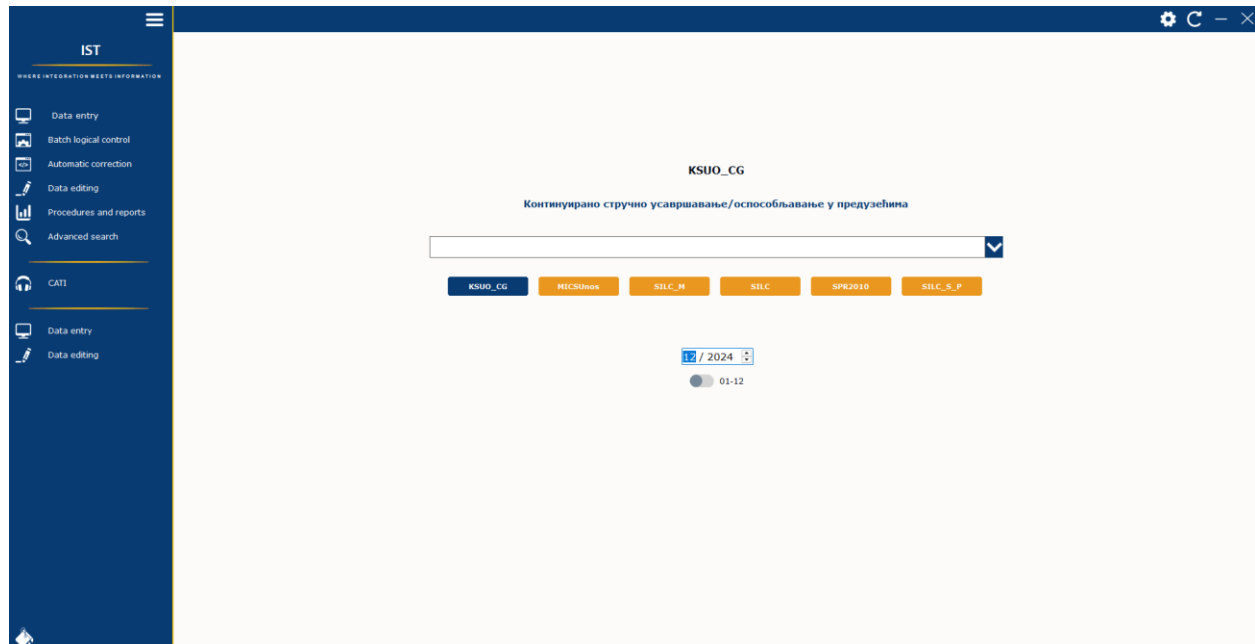 IST
WHERE INTEGRATION MEETS INFORMATION
Data entry
Batch logical control
Automatic correction
Data editing
Procedures and reports
Advanced search
CATI
Data entry
Data editing
KSUO_CG
Континуирано стручно усавршавање/оспособљавање у предузећима
KSUO_CG MICSUnos SILC_M SILC SPR2010 SILC_S_P
12 / 2024
01-12